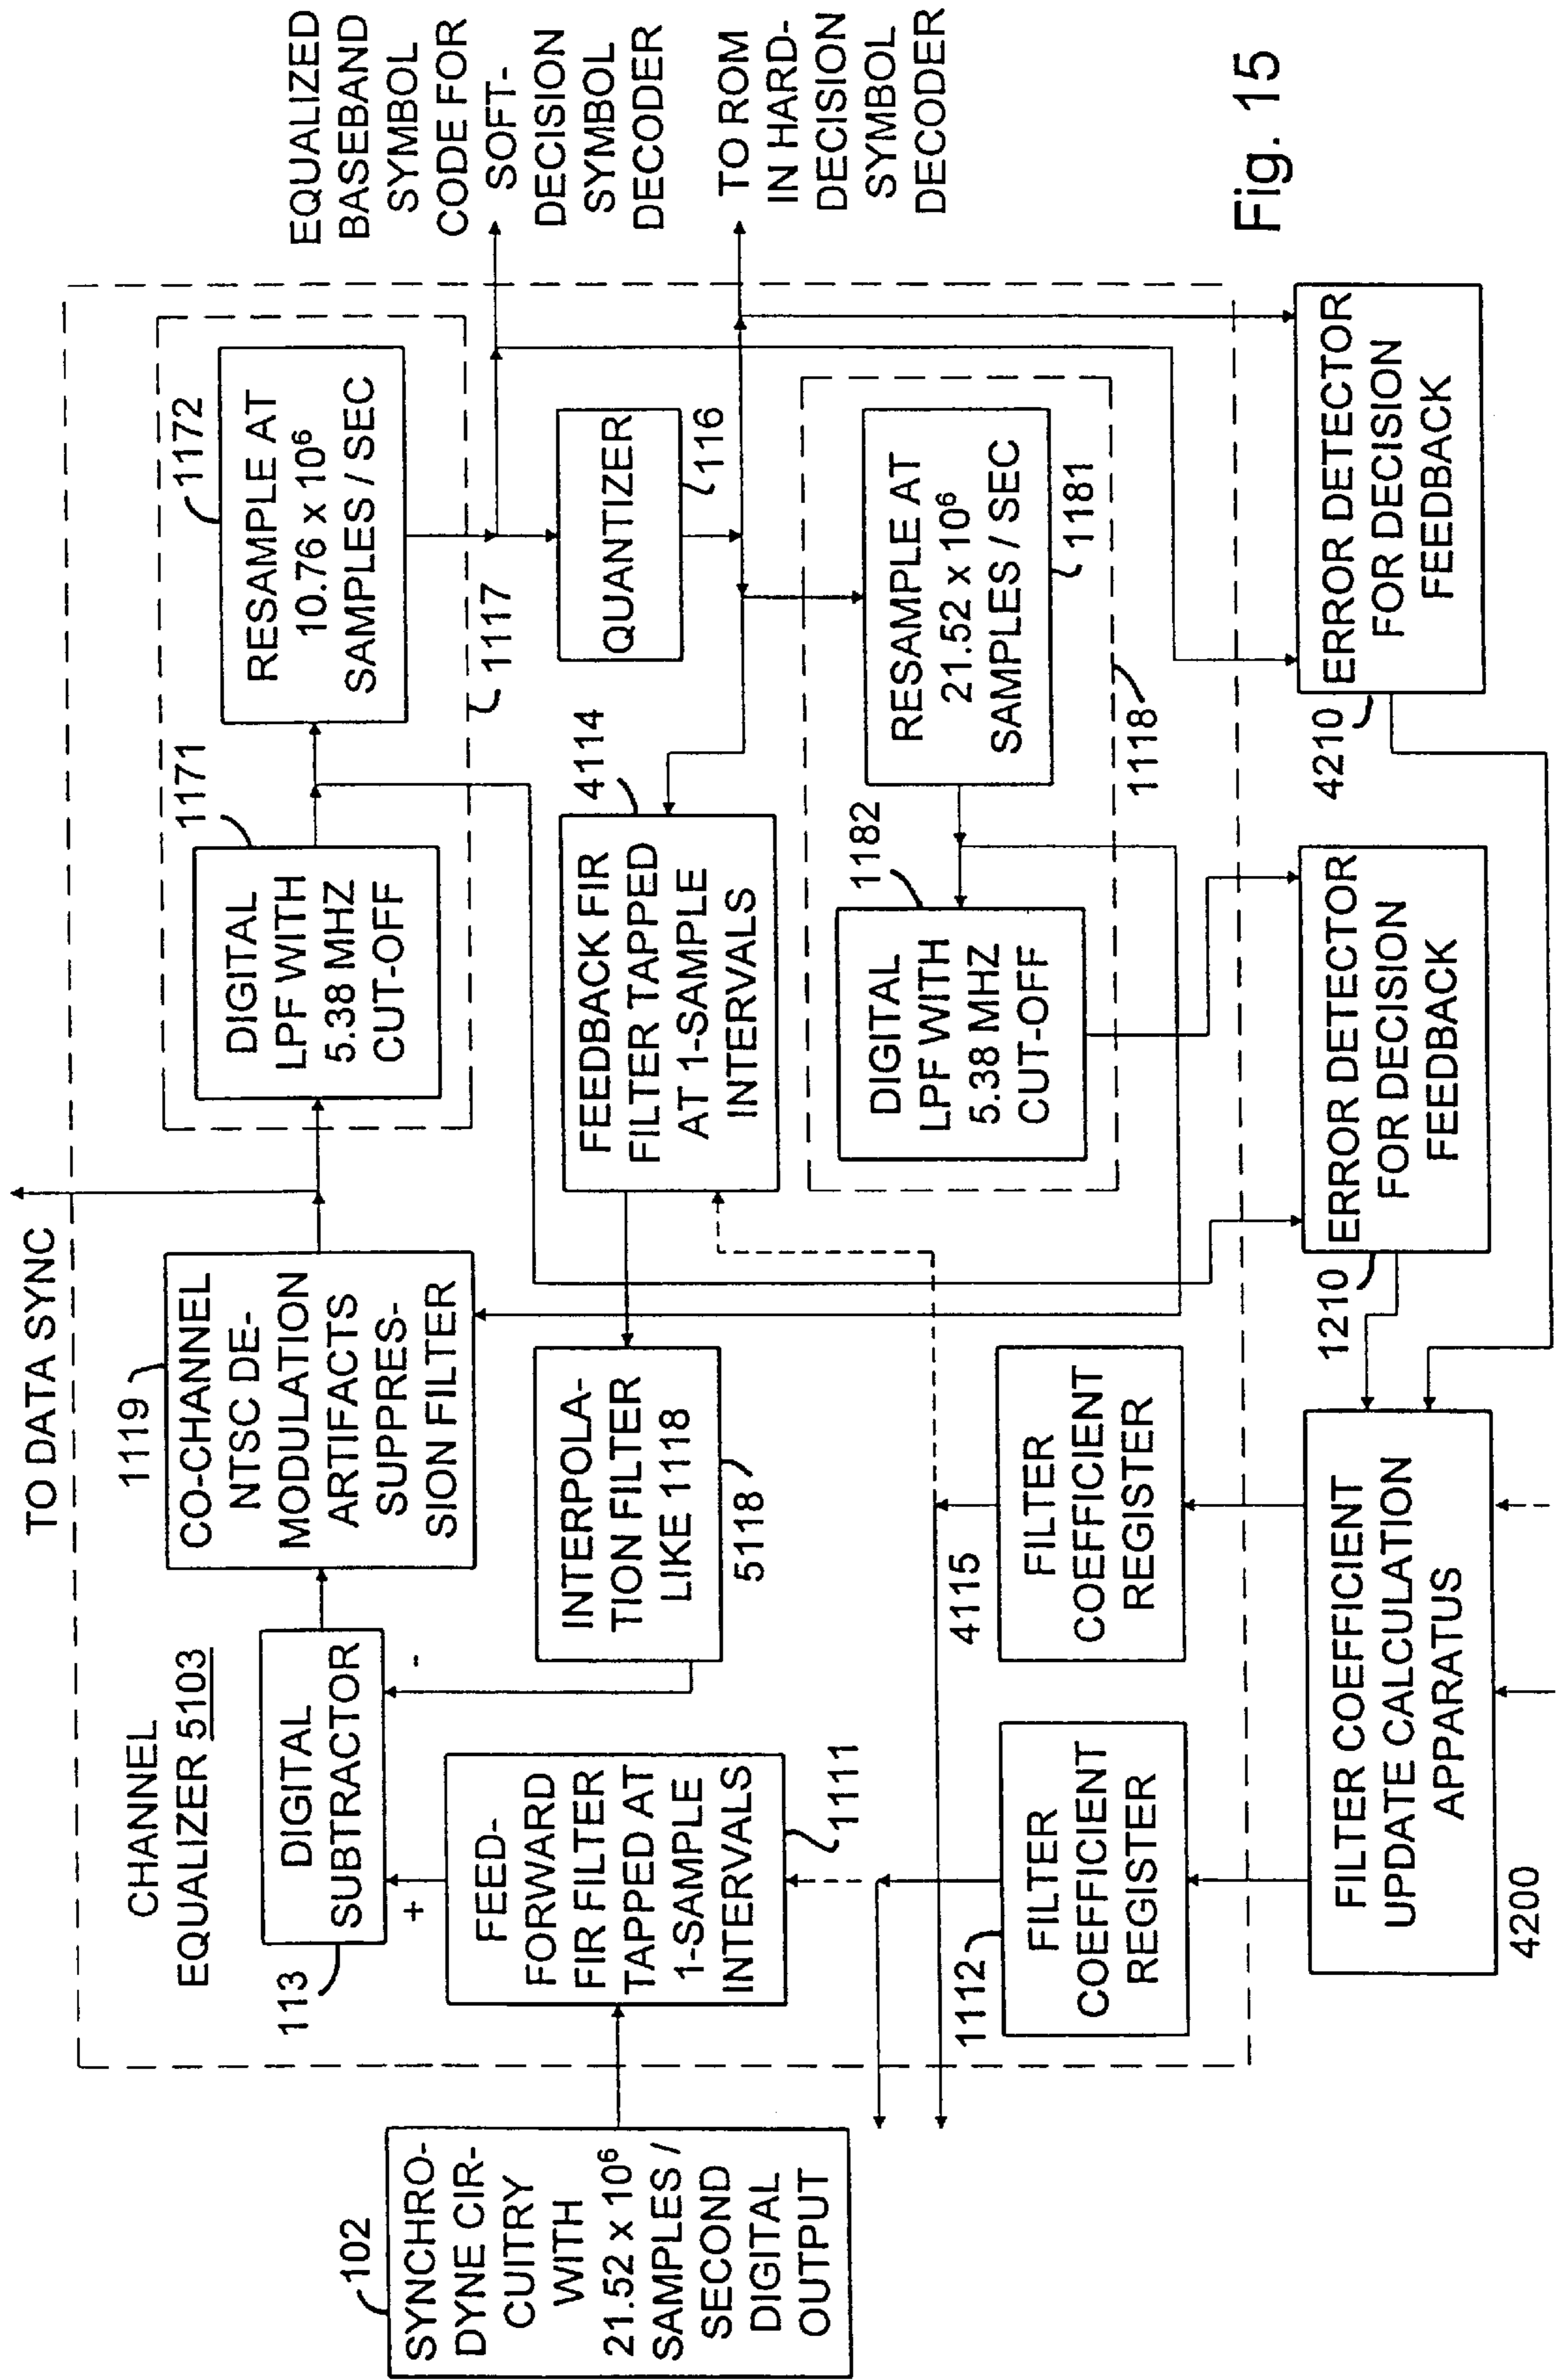 TO DATA SYNC
CHANNEL
EQUALIZER 5103
102
SYNCHRO-
DYNE CIR-
CUITRY
WITH
21.52 x 10⁶
SAMPLES /
SECOND
DIGITAL
OUTPUT
113
DIGITAL
SUBTRACTOR
+
-
FEED-
FORWARD
FIR FILTER
TAPPED AT
1-SAMPLE
INTERVALS
1111
1119
CO-CHANNEL
NTSC DE-
MODULATION
ARTIFACTS
SUPPRES-
SION FILTER
INTERPOLA-
TION FILTER
LIKE 1118
5118
1171
DIGITAL
LPF WITH
5.38 MHZ
CUT-OFF
1172
RESAMPLE AT
10.76 x 10⁶
SAMPLES / SEC
1117
4114
FEEDBACK FIR
FILTER TAPPED
AT 1-SAMPLE
INTERVALS
QUANTIZER
116
1182
DIGITAL
LPF WITH
5.38 MHZ
CUT-OFF
RESAMPLE AT
21.52 x 10⁶
SAMPLES / SEC
1181
1118
EQUALIZED
BASEBAND
SYMBOL
CODE FOR
SOFT-
DECISION
SYMBOL
DECODER
TO ROM
IN HARD-
DECISION
SYMBOL
DECODER
1112
FILTER
COEFFICIENT
REGISTER
4115
FILTER
COEFFICIENT
REGISTER
4200
FILTER COEFFICIENT
UPDATE CALCULATION
APPARATUS
1210
ERROR DETECTOR
FOR DECISION
FEEDBACK
4210
ERROR DETECTOR
FOR DECISION
FEEDBACK
Fig. 15